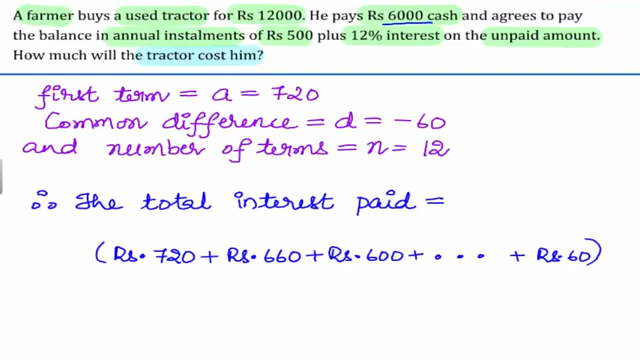 A farmer buys a used tractor for Rs 12000. He pays Rs 6000 cash and agrees to pay
the balance in annual instalments of Rs 500 plus 12% interest on the unpaid amount.
How much will the tractor cost him?
first term = a = 720
Common difference = d = -60
and number of terms = n = 12
∴ The total interest paid =
(Rs. 720 + Rs. 660 + Rs. 600 + . . . + Rs. 60)